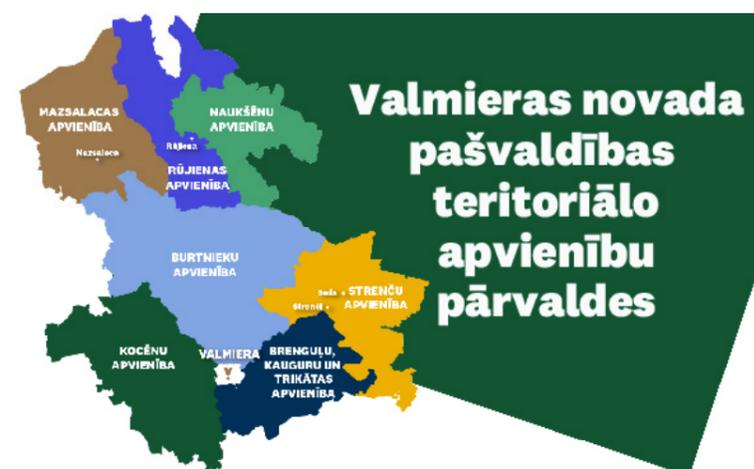 Valmieras novada
pašvaldības
teritoriālo
apvienību
pārvaldes
MAZSALACAS
APVIENĪBA
Mazsalaca
NAUKŠĒNU
APVIENĪBA
Rūjiena
RŪJIENAS
APVIENĪBA
BURTNIEKU
APVIENĪBA
Seda
STRENČU
APVIENĪBA
Strenči
KOCĒNU
APVIENĪBA
VALMIERA
BRENGUĻU,
KAUGURU UN
TRIKĀTAS
APVIENĪBA